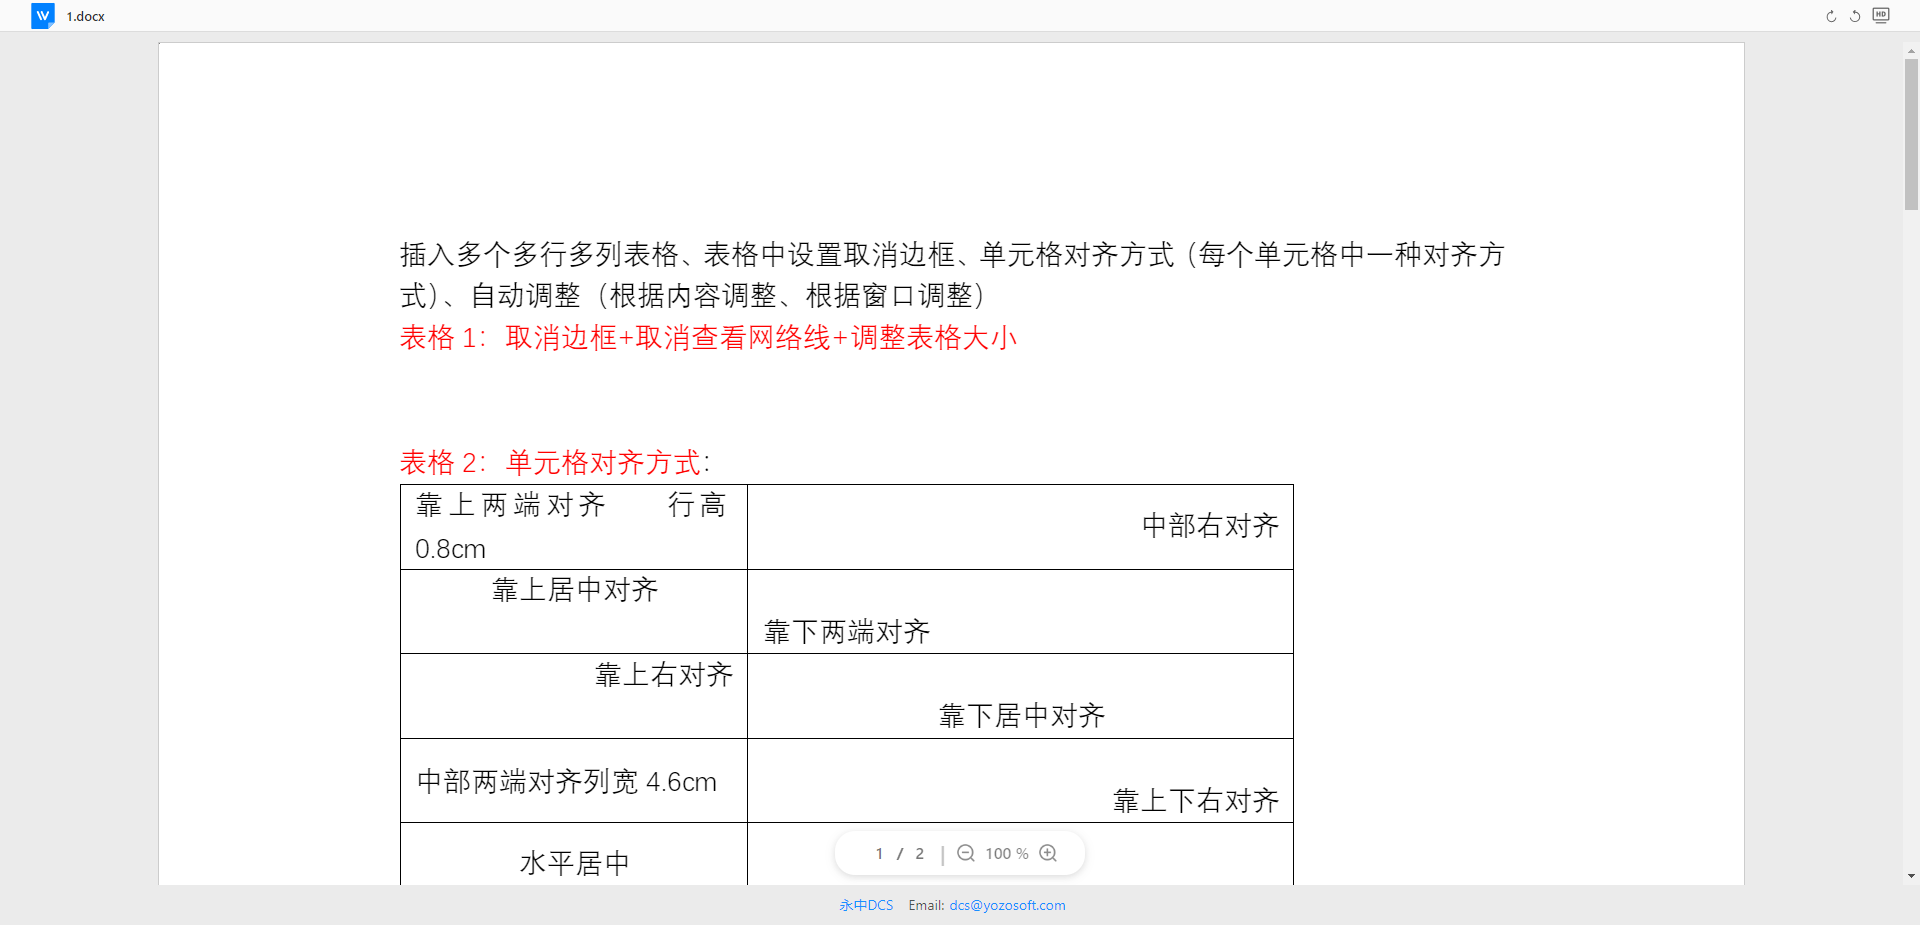 1.docx
HD
插入多个多行多列表格、表格中设置取消边框、单元格对齐方式（每个单元格中一种对齐方
式）、自动调整（根据内容调整、根据窗口调整）
表格 1：取消边框+取消查看网络线+调整表格大小
表格 2：单元格对齐方式：
靠上两端对齐 行高
0.8cm
中部右对齐
靠上居中对齐
靠下两端对齐
靠上右对齐
靠下居中对齐
中部两端对齐列宽 4.6cm
靠上下右对齐
水平居中
1 / 2 | 100 %
永中DCS Email: dcs@yozosoft.com